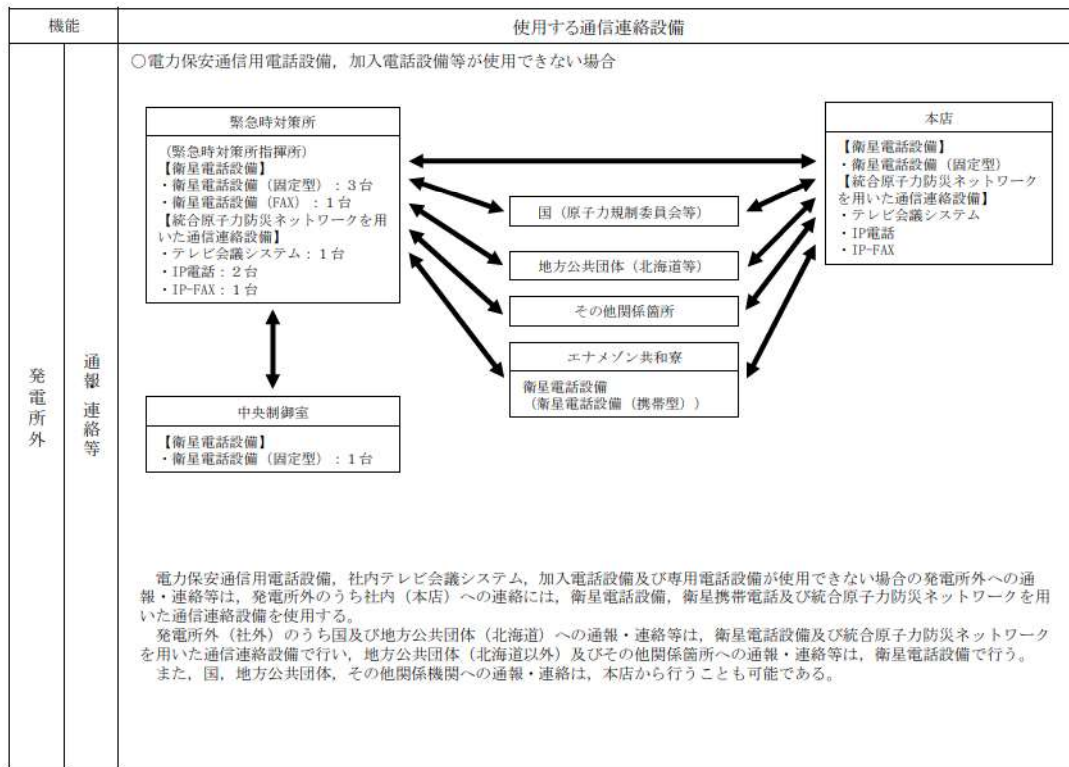 機能
使用する通信連絡設備
発電所外
通報・連絡等
○電力保安通信用電話設備，加入電話設備等が使用できない場合
緊急時対策所
(緊急時対策所指揮所)
【衛星電話設備】
・衛星電話設備（固定型）：３台
・衛星電話設備（FAX）：１台
【統合原子力防災ネットワークを用
いた通信連絡設備】
・テレビ会議システム：１台
・IP電話：２台
・IP-FAX：１台
中央制御室
【衛星電話設備】
・衛星電話設備（固定型）：１台
国（原子力規制委員会等）
地方公共団体（北海道等）
その他関係箇所
エナメゾン共和寮
衛星電話設備
（衛星電話設備（携帯型））
本店
【衛星電話設備】
・衛星電話設備（固定型）
【統合原子力防災ネットワーク
を用いた通信連絡設備】
・テレビ会議システム
・IP電話
・IP-FAX
電力保安通信用電話設備，社内テレビ会議システム，加入電話設備及び専用電話設備が使用できない場合の発電所外への通
報・連絡等は，発電所外のうち社内（本店）への連絡には，衛星電話設備，衛星携帯電話及び統合原子力防災ネットワークを用
いた通信連絡設備を使用する。
発電所外（社外）のうち国及び地方公共団体（北海道）への通報・連絡等は，衛星電話設備及び統合原子力防災ネットワーク
を用いた通信連絡設備で行い，地方公共団体（北海道以外）及びその他関係箇所への通報・連絡等は，衛星電話設備で行う。
また，国，地方公共団体，その他関係機関への通報・連絡は，本店から行うことも可能である。